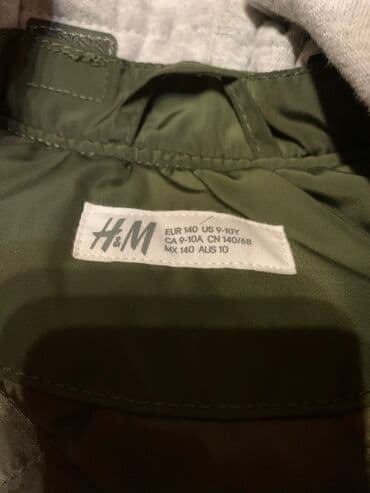 H&M
EUR 140 US 9-10Y
CA 9-10A CN 140/68
MX 140 AUS 10